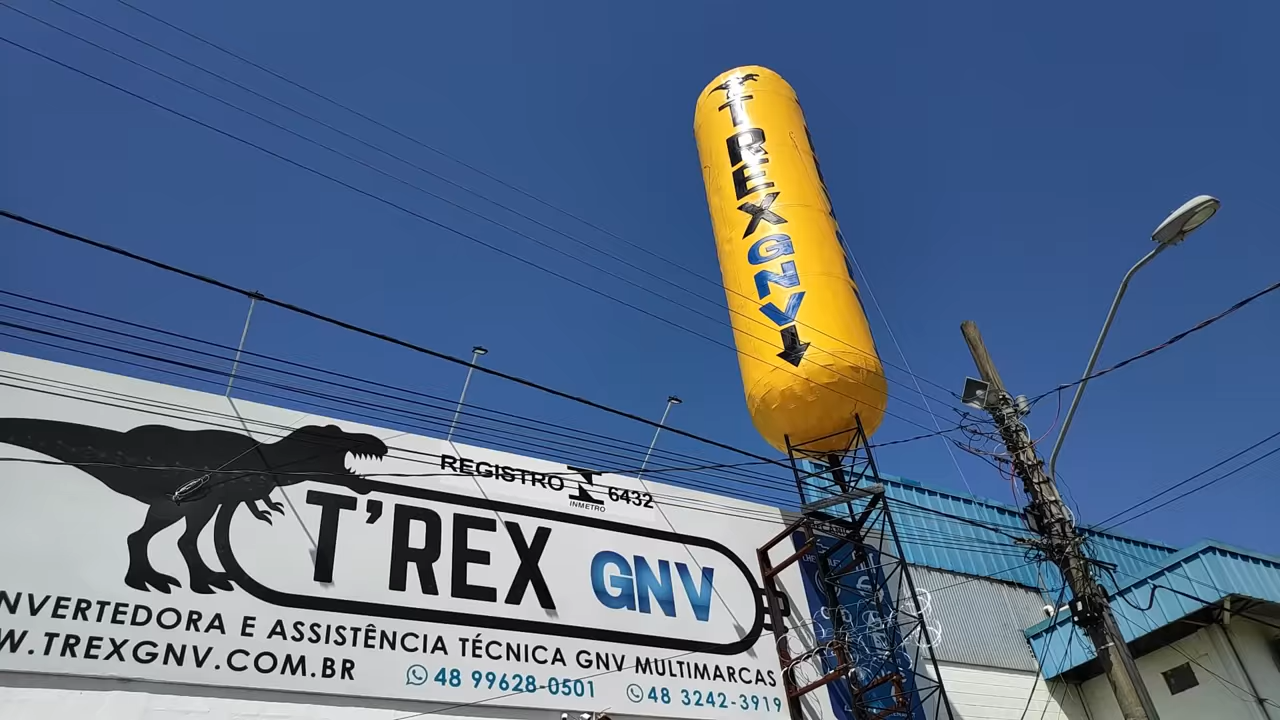 T'REX
GNV
REGISTRO 6432
INMETRO
T'REX GNV
NVERTEDORA E ASSISTÊNCIA TÉCNICA GNV MULTIMARCAS
W.TREXGNV.COM.BR
48 99628-0501
48 3242-3919